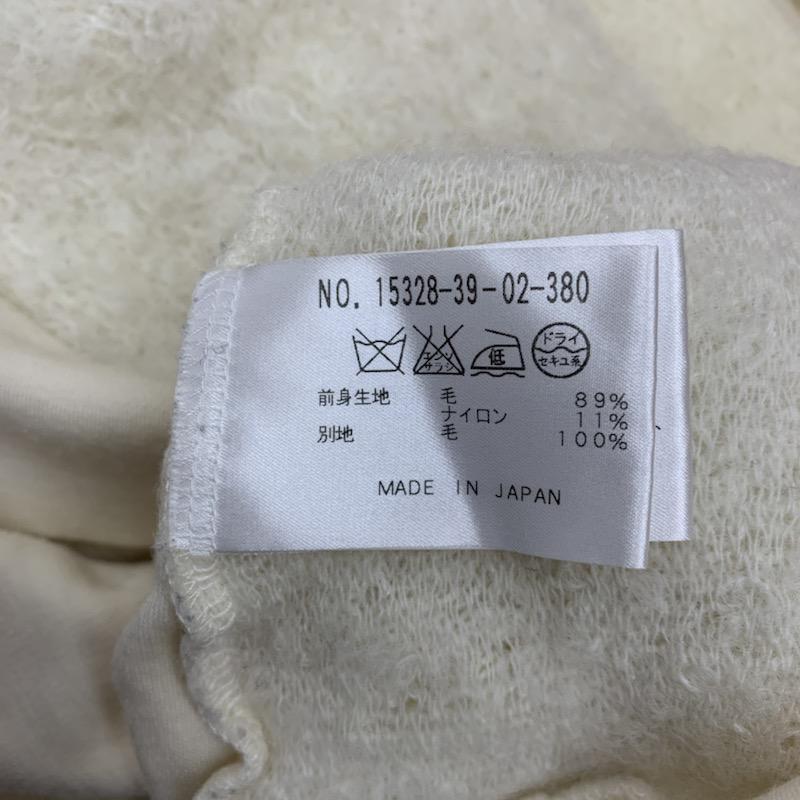 NO. 15328-39-02-380
エンソ
サラシ
低
ドライ
セキユ系
前身生地 毛 89%
ナイロン 11%
別地 毛 100%
MADE IN JAPAN